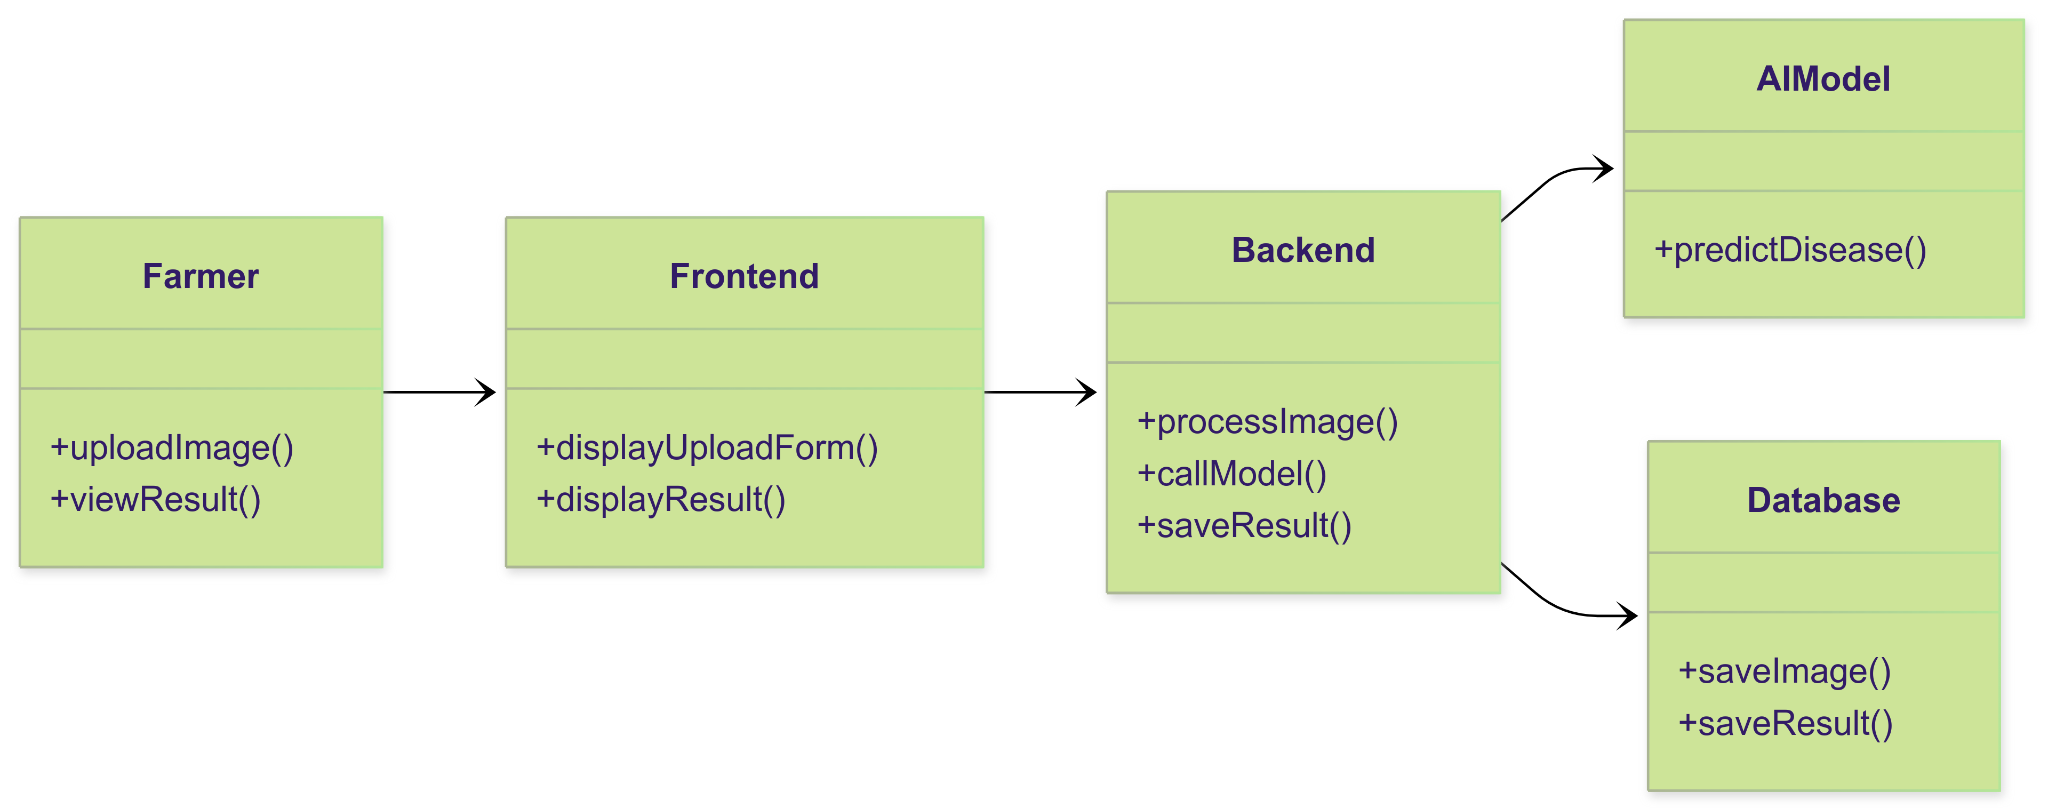 Farmer
+uploadImage()
+viewResult()
Frontend
+displayUploadForm()
+displayResult()
Backend
+processImage()
+callModel()
+saveResult()
AIModel
+predictDisease()
Database
+saveImage()
+saveResult()